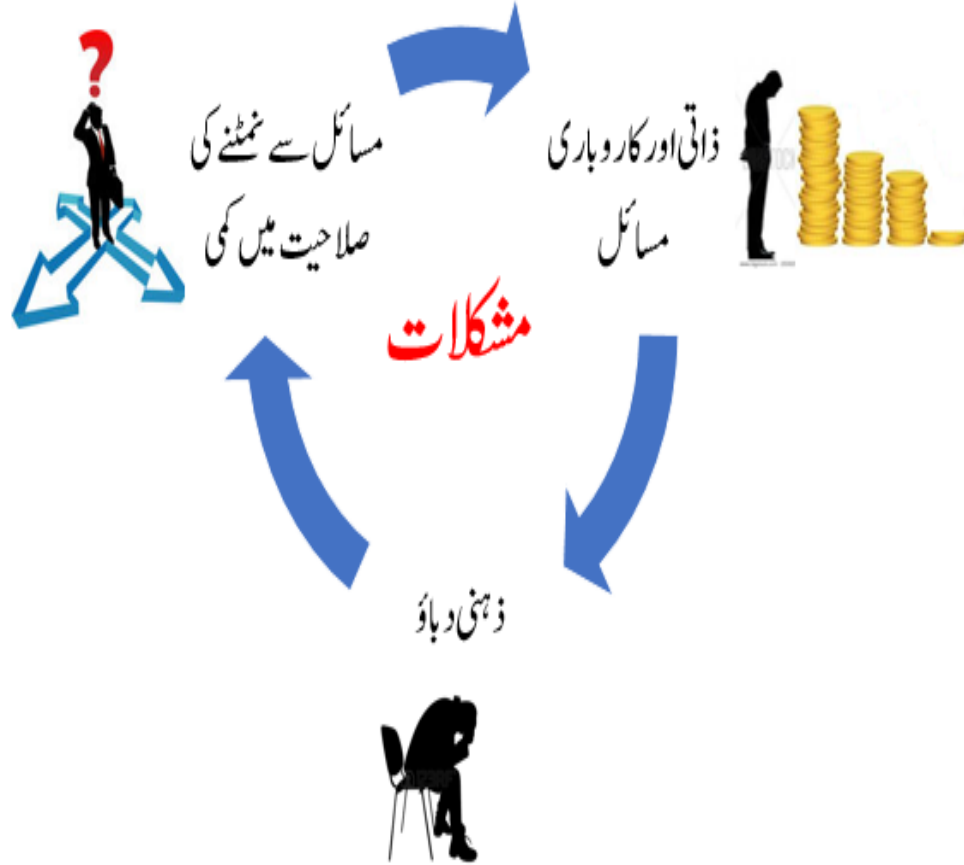 ذاتی اور کاروباری
مسائل
مسائل سے نمٹنے کی
صلاحیت میں کمی
مشکلات
ذہنی دباؤ
?